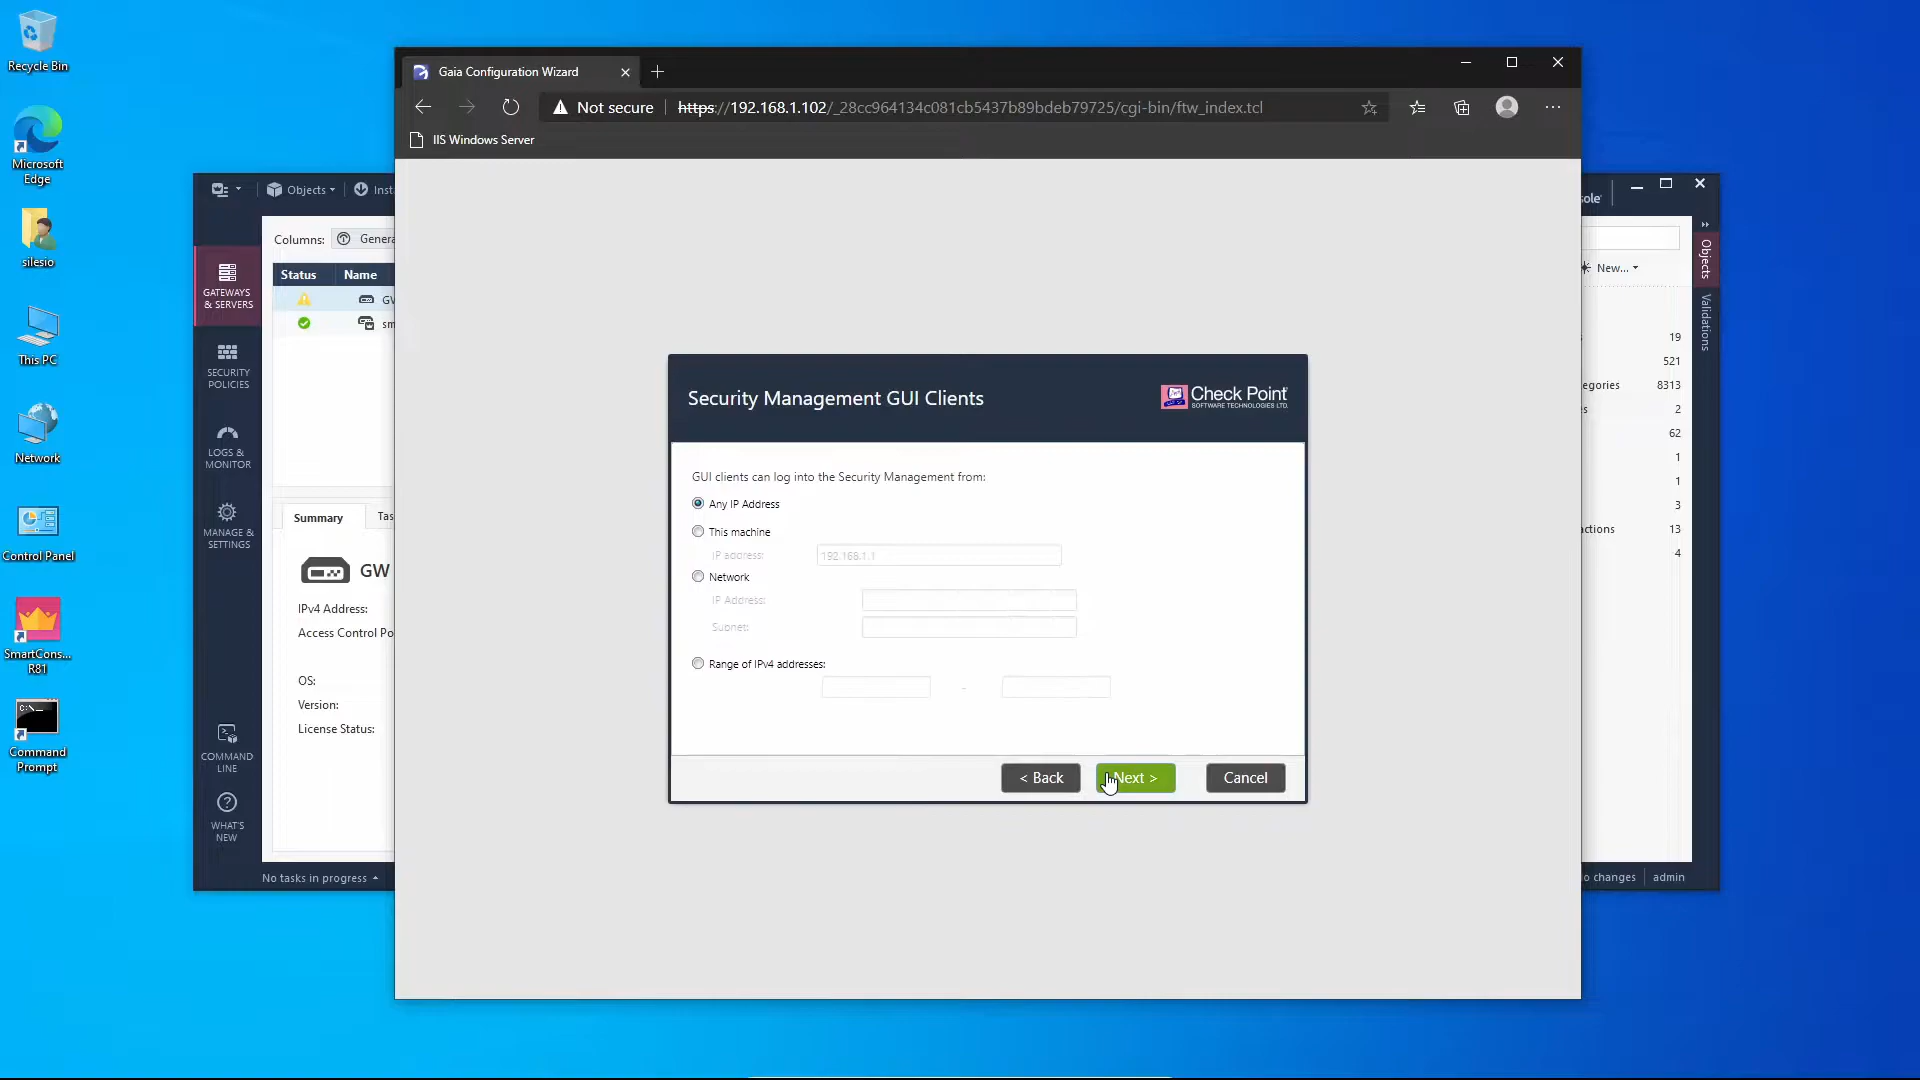 Recycle Bin
Microsoft
Edge
silesio
This PC
Network
Control Panel
SmartCons...
R81
Command
Prompt
Gaia Configuration Wizard
Not secure
https://192.168.1.102/_28cc964134c081cb5437b89bdeb79725/cgi-bin/ftw_index.tcl
IIS Windows Server
Objects
Columns:
Status
Name
GATEWAYS
& SERVERS
SECURITY
POLICIES
LOGS &
MONITOR
MANAGE &
SETTINGS
COMMAND
LINE
WHAT'S
NEW
Summary
GW
IPv4 Address:
OS:
Version:
License Status:
No tasks in progress
Security Management GUI Clients
Check Point
SOFTWARE TECHNOLOGIES LTD.
GUI clients can log into the Security Management from:
Any IP Address
This machine
IP address:
192.168.1.1
Network
IP Address:
Subnet:
Range of IPv4 addresses:
-
< Back
Next >
Cancel
New...
Objects
Validations
19
521
8313
2
62
1
1
3
13
4
changes
admin